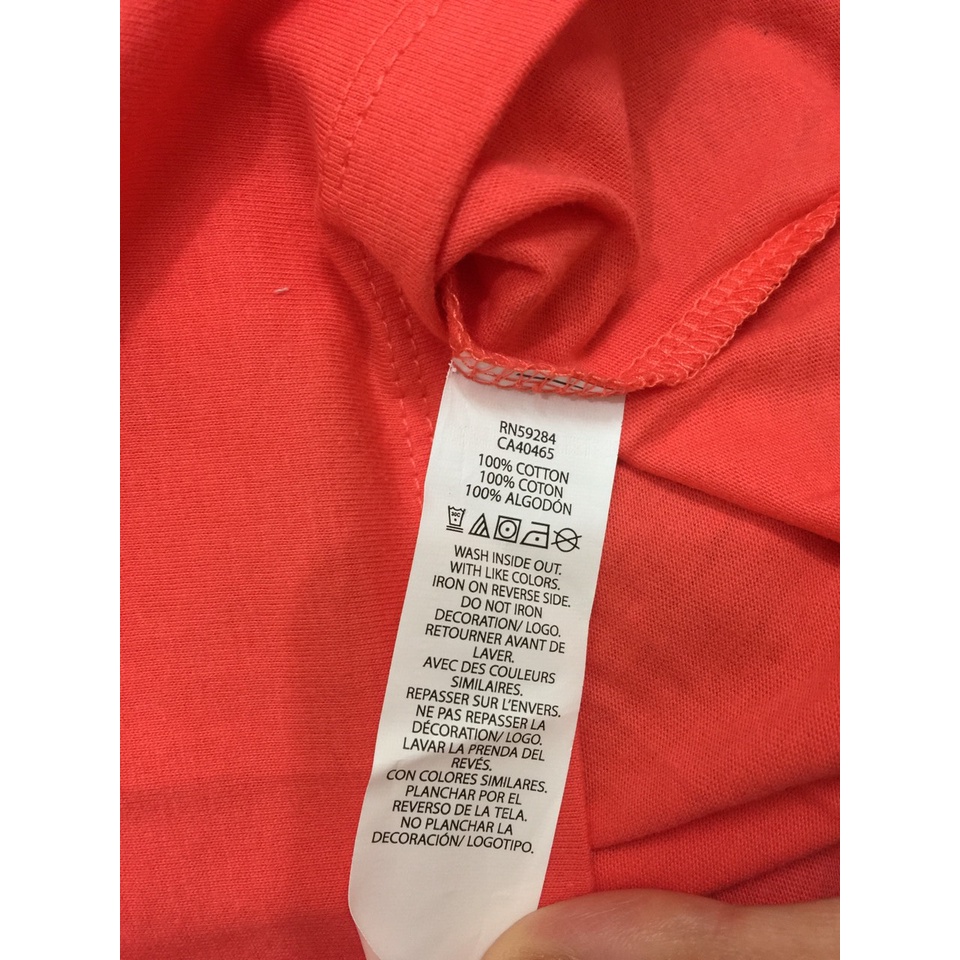 RN59284
CA40465
100% COTTON
100% COTON
100% ALGODÓN
30C
WASH INSIDE OUT.
WITH LIKE COLORS.
IRON ON REVERSE SIDE.
DO NOT IRON
DECORATION/ LOGO.
RETOURNER AVANT DE
LAVER.
AVEC DES COULEURS
SIMILAIRES.
REPASSER SUR L'ENVERS.
NE PAS REPASSER LA
DÉCORATION/ LOGO.
LAVAR LA PRENDA DEL
REVÉS.
CON COLORES SIMILARES.
PLANCHAR POR EL
REVERSO DE LA TELA.
NO PLANCHAR LA
DECORACIÓN/ LOGOTIPO.